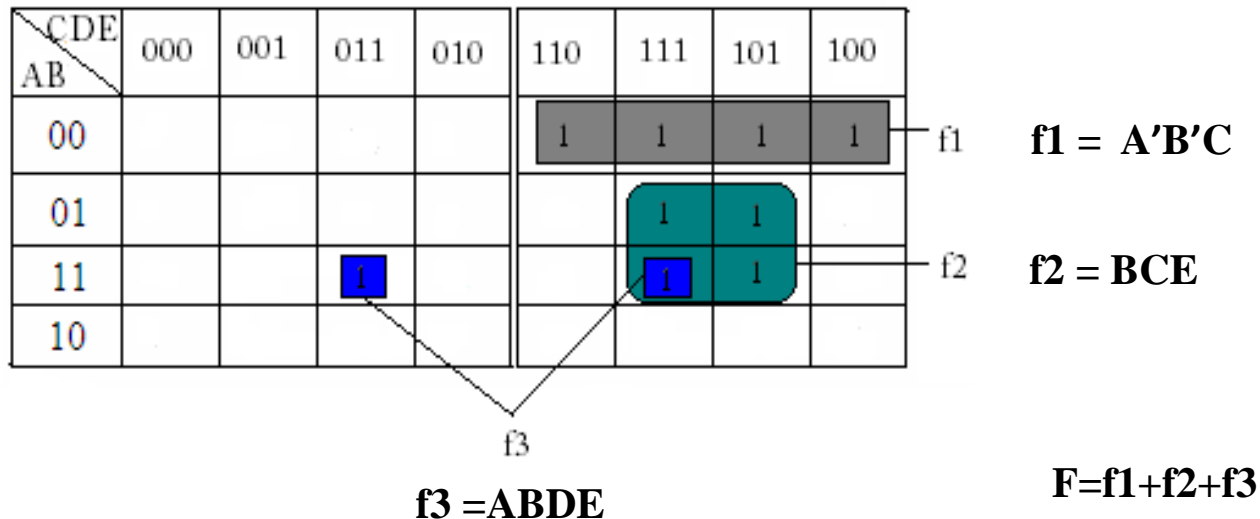 CDE
AB
000 001 011 010 110 111 101 100
00 1 1 1 1 f1 f1 = A′B′C
01 1 1
11 1 1 1 f2 f2 = BCE
10
f3
f3 =ABDE
F=f1+f2+f3